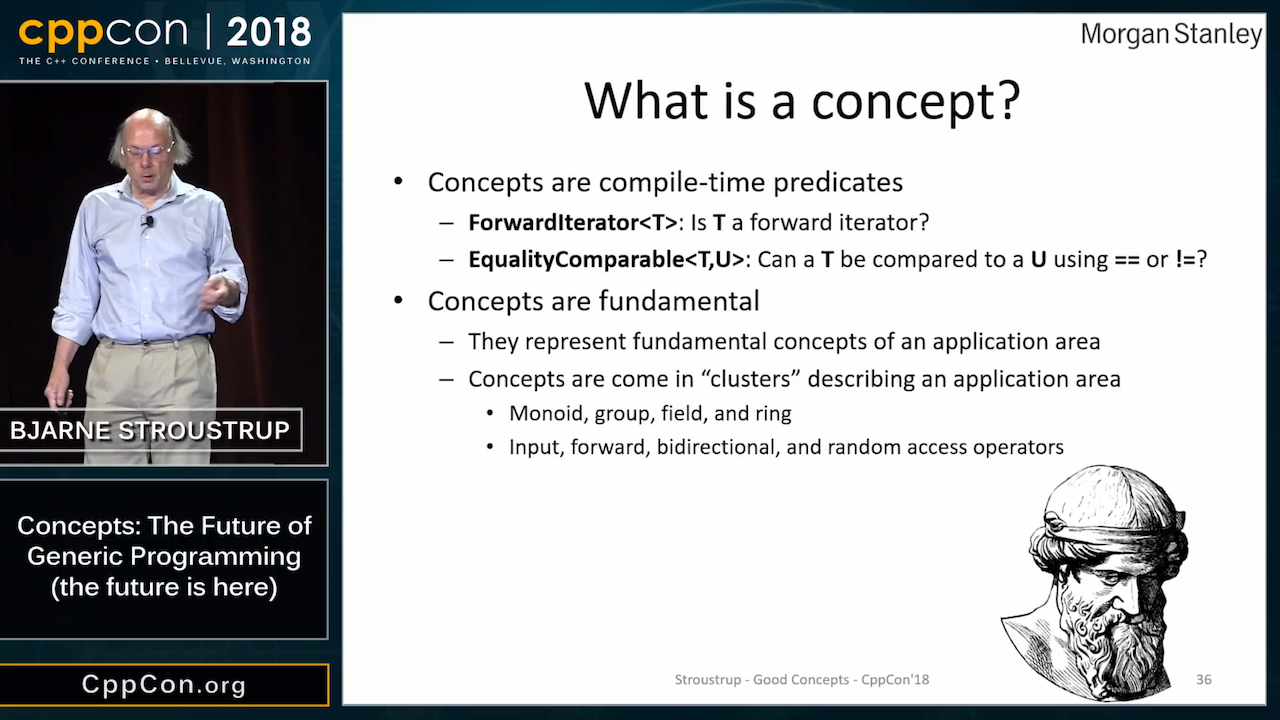 cppcon | 2018
THE C++ CONFERENCE • BELLEVUE, WASHINGTON
BJARNE STROUSTRUP
Concepts: The Future of
Generic Programming
(the future is here)
CppCon.org
Morgan Stanley
What is a concept?
• Concepts are compile-time predicates
– ForwardIterator<T>: Is T a forward iterator?
– EqualityComparable<T,U>: Can a T be compared to a U using == or !=?
• Concepts are fundamental
– They represent fundamental concepts of an application area
– Concepts are come in “clusters” describing an application area
• Monoid, group, field, and ring
• Input, forward, bidirectional, and random access operators
Stroustrup - Good Concepts - CppCon'18
36